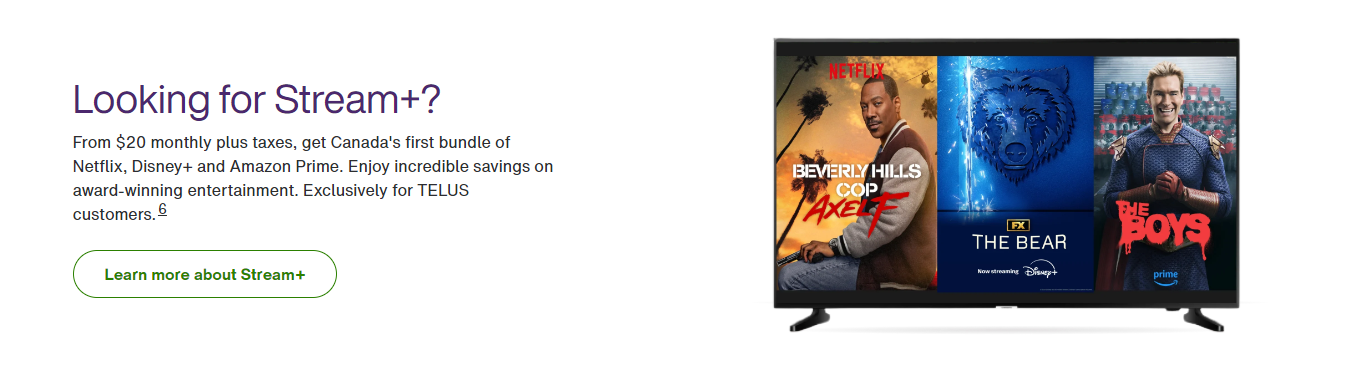 Looking for Stream+?
From $20 monthly plus taxes, get Canada's first bundle of
Netflix, Disney+ and Amazon Prime. Enjoy incredible savings on
award-winning entertainment. Exclusively for TELUS
customers. 6
Learn more about Stream+
NETFLIX
BEVERLY HILLS
COP
AXEL F
FX
THE BEAR
Now streaming Disney+
THE
BOYS
prime